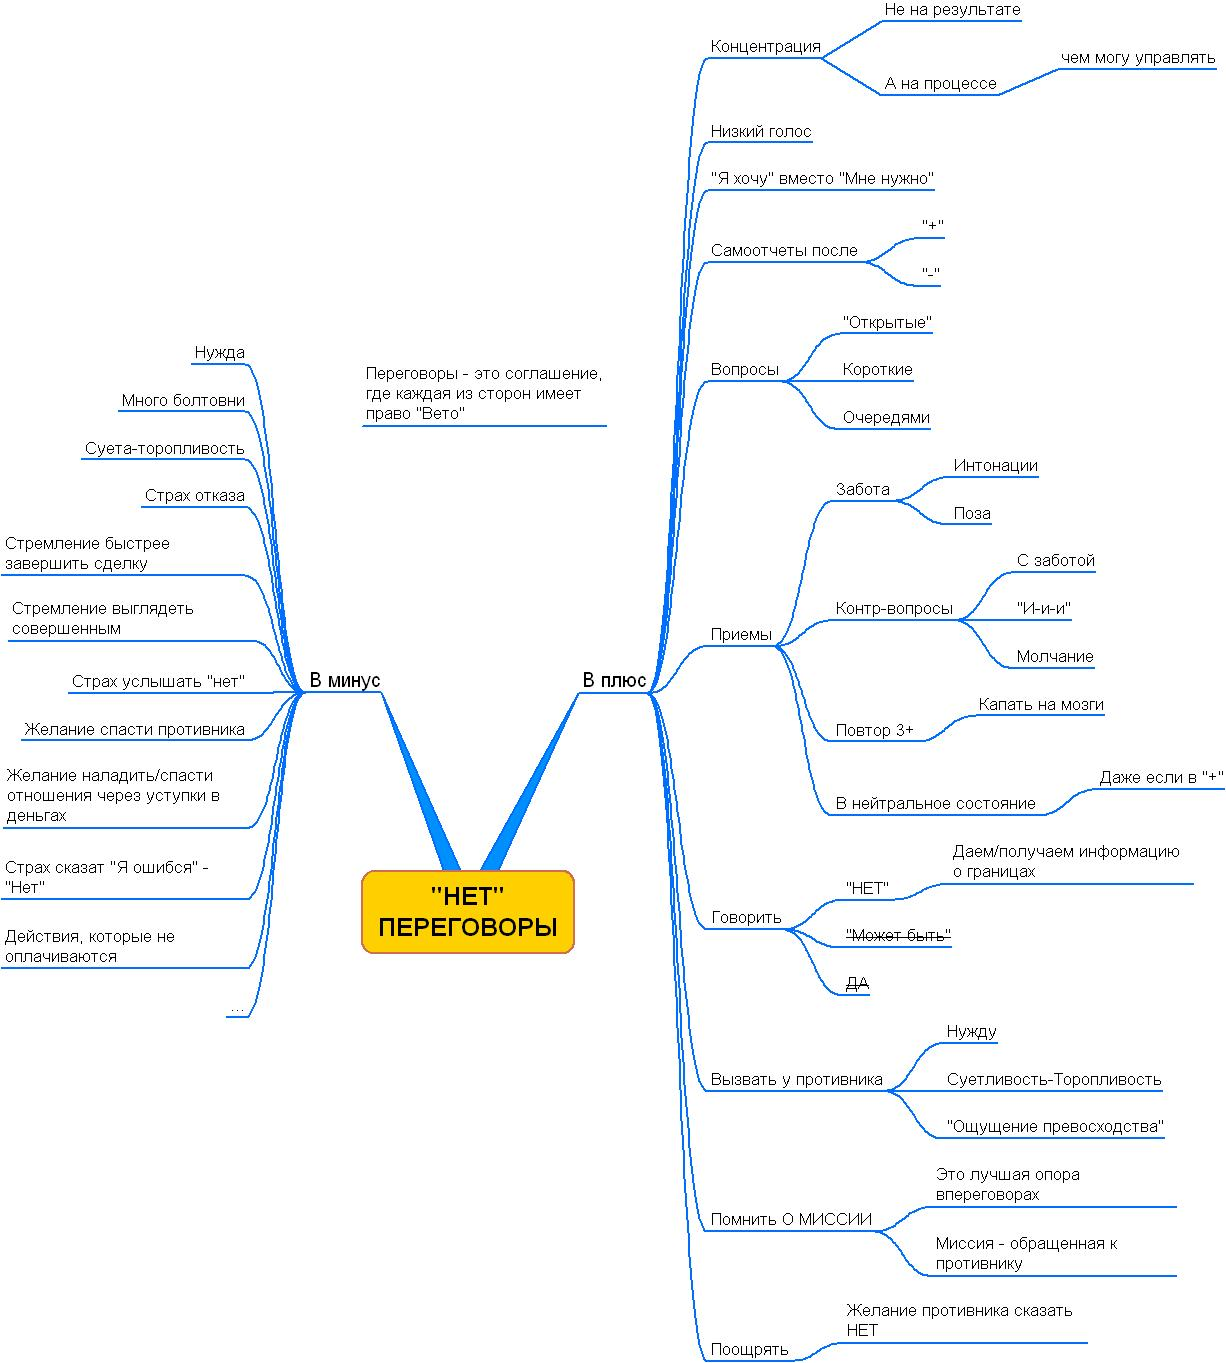 "НЕТ"
ПЕРЕГОВОРЫ
Переговоры - это соглашение,
где каждая из сторон имеет
право "Вето"
В минус
Нужда
Много болтовни
Суета-торопливость
Страх отказа
Стремление быстрее
завершить сделку
Стремление выглядеть
совершенным
Страх услышать "нет"
Желание спасти противника
Желание наладить/спасти
отношения через уступки в
деньгах
Страх сказат "Я ошибся" -
"Нет"
Действия, которые не
оплачиваются
...
В плюс
Концентрация
Не на результате
А на процессе
чем могу управлять
Низкий голос
"Я хочу" вместо "Мне нужно"
Самоотчеты после
"+"
"-"
Вопросы
"Открытые"
Короткие
Очередями
Приемы
Забота
Интонации
Поза
Контр-вопросы
С заботой
"И-и-и"
Молчание
Повтор 3+
Капать на мозги
В нейтральное состояние
Даже если в "+"
Говорить
"НЕТ"
Даем/получаем информацию
о границах
"Может быть"
ДА
Вызвать у противника
Нужду
Суетливость-Торопливость
"Ощущение превосходства"
Помнить О МИССИИ
Это лучшая опора
впереговорах
Миссия - обращенная к
противнику
Поощрять
Желание противника сказать
НЕТ